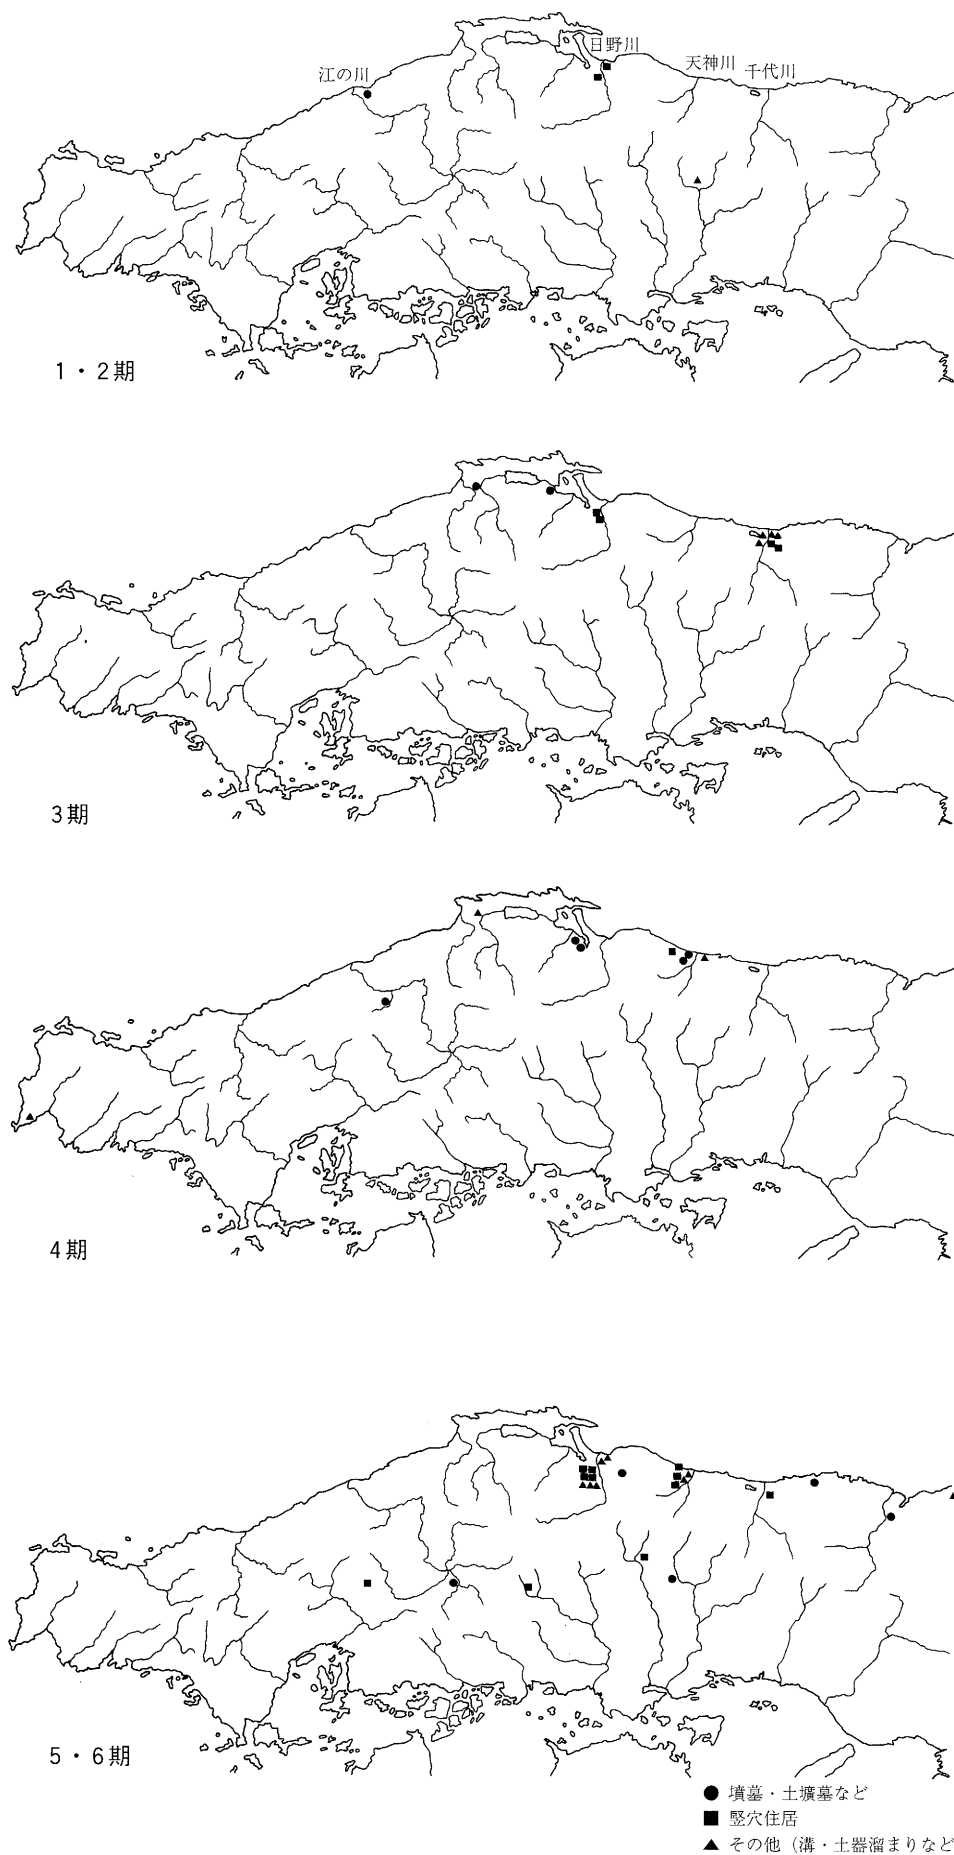 日野川
江の川
天神川
千代川
1・2期
3期
4期
5・6期
墳墓・土壙墓など
竪穴住居
その他（溝・土器溜まりなど